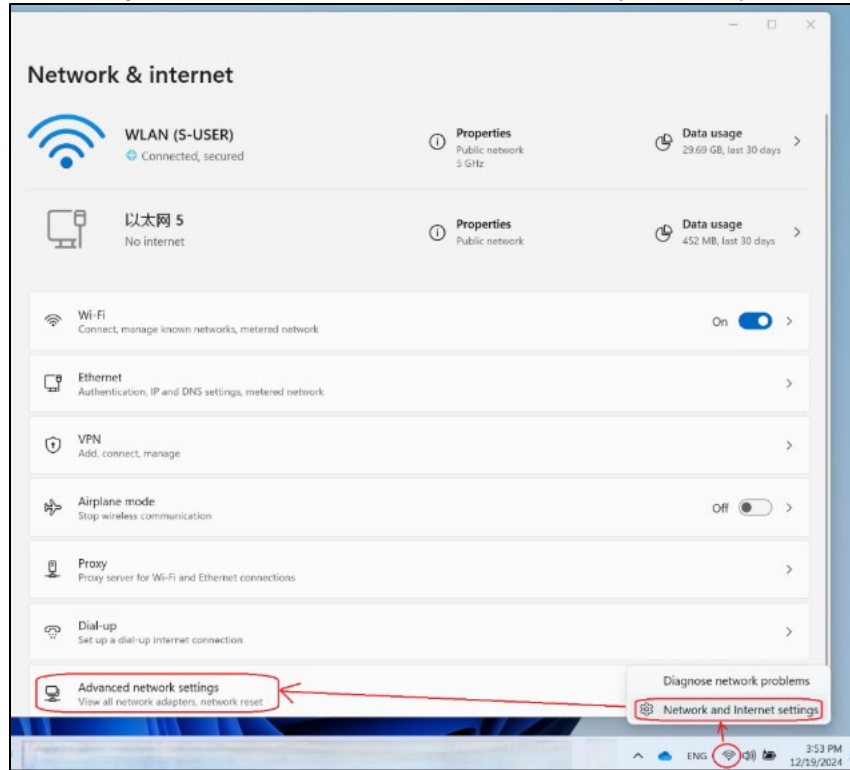 Network & internet
WLAN (S-USER)
Connected, secured
Properties
Public network
5 GHz
Data usage
29.69 GB, last 30 days
以太网 5
No internet
Properties
Public network
Data usage
452 MB, last 30 days
Wi-Fi
Connect, manage known networks, metered network
On
Ethernet
Authentication, IP and DNS settings, metered network
VPN
Add, connect, manage
Airplane mode
Stop wireless communication
Off
Proxy
Proxy server for Wi-Fi and Ethernet connections
Dial-up
Set up a dial-up internet connection
Advanced network settings
View all network adapters, network reset
Diagnose network problems
Network and Internet settings
ENG
3:53 PM
12/19/2024